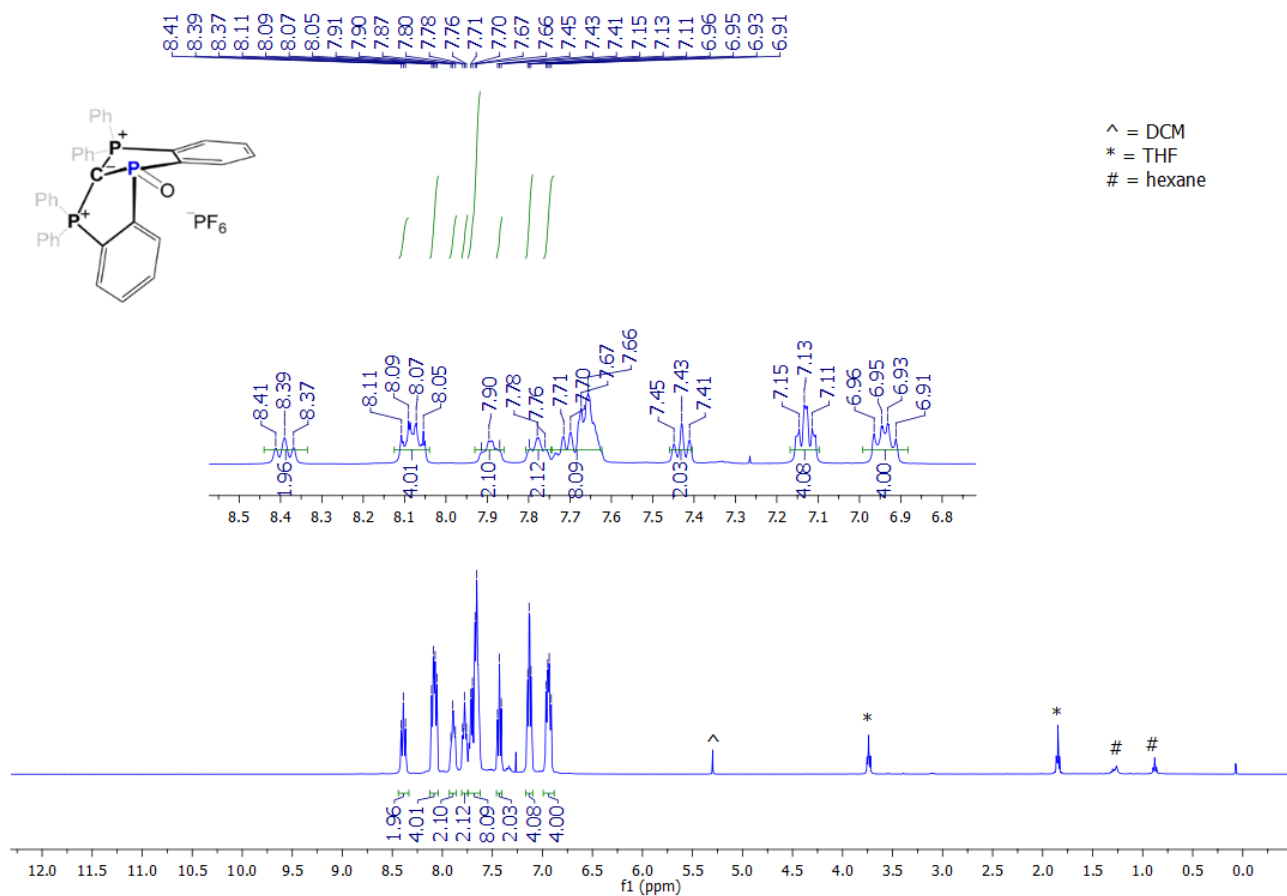 8.41 8.39 8.37 8.11 8.09 8.07 8.05 7.91 7.90 7.87 7.80 7.78 7.76 7.71 7.70 7.67 7.66 7.45 7.43 7.41 7.15 7.13 7.11 6.96 6.95 6.93 6.91
Ph
Ph
P+
−
P
C
O
Ph
P+
Ph
−PF6
^ = DCM
* = THF
# = hexane
8.41 8.39 8.37 8.11 8.09 8.07 8.05 7.90 7.78 7.76 7.71 7.70 7.67 7.66 7.45 7.43 7.41 7.15 7.13 7.11 6.96 6.95 6.93 6.91
1.96 4.01 2.10 2.12 8.09 2.03 4.08 4.00
8.5 8.4 8.3 8.2 8.1 8.0 7.9 7.8 7.7 7.6 7.5 7.4 7.3 7.2 7.1 7.0 6.9 6.8
^ * * # #
1.96 4.01 2.10 2.12 8.09 2.03 4.08 4.00
12.0 11.5 11.0 10.5 10.0 9.5 9.0 8.5 8.0 7.5 7.0 6.5 6.0 5.5 5.0 4.5 4.0 3.5 3.0 2.5 2.0 1.5 1.0 0.5 0.0
f1 (ppm)